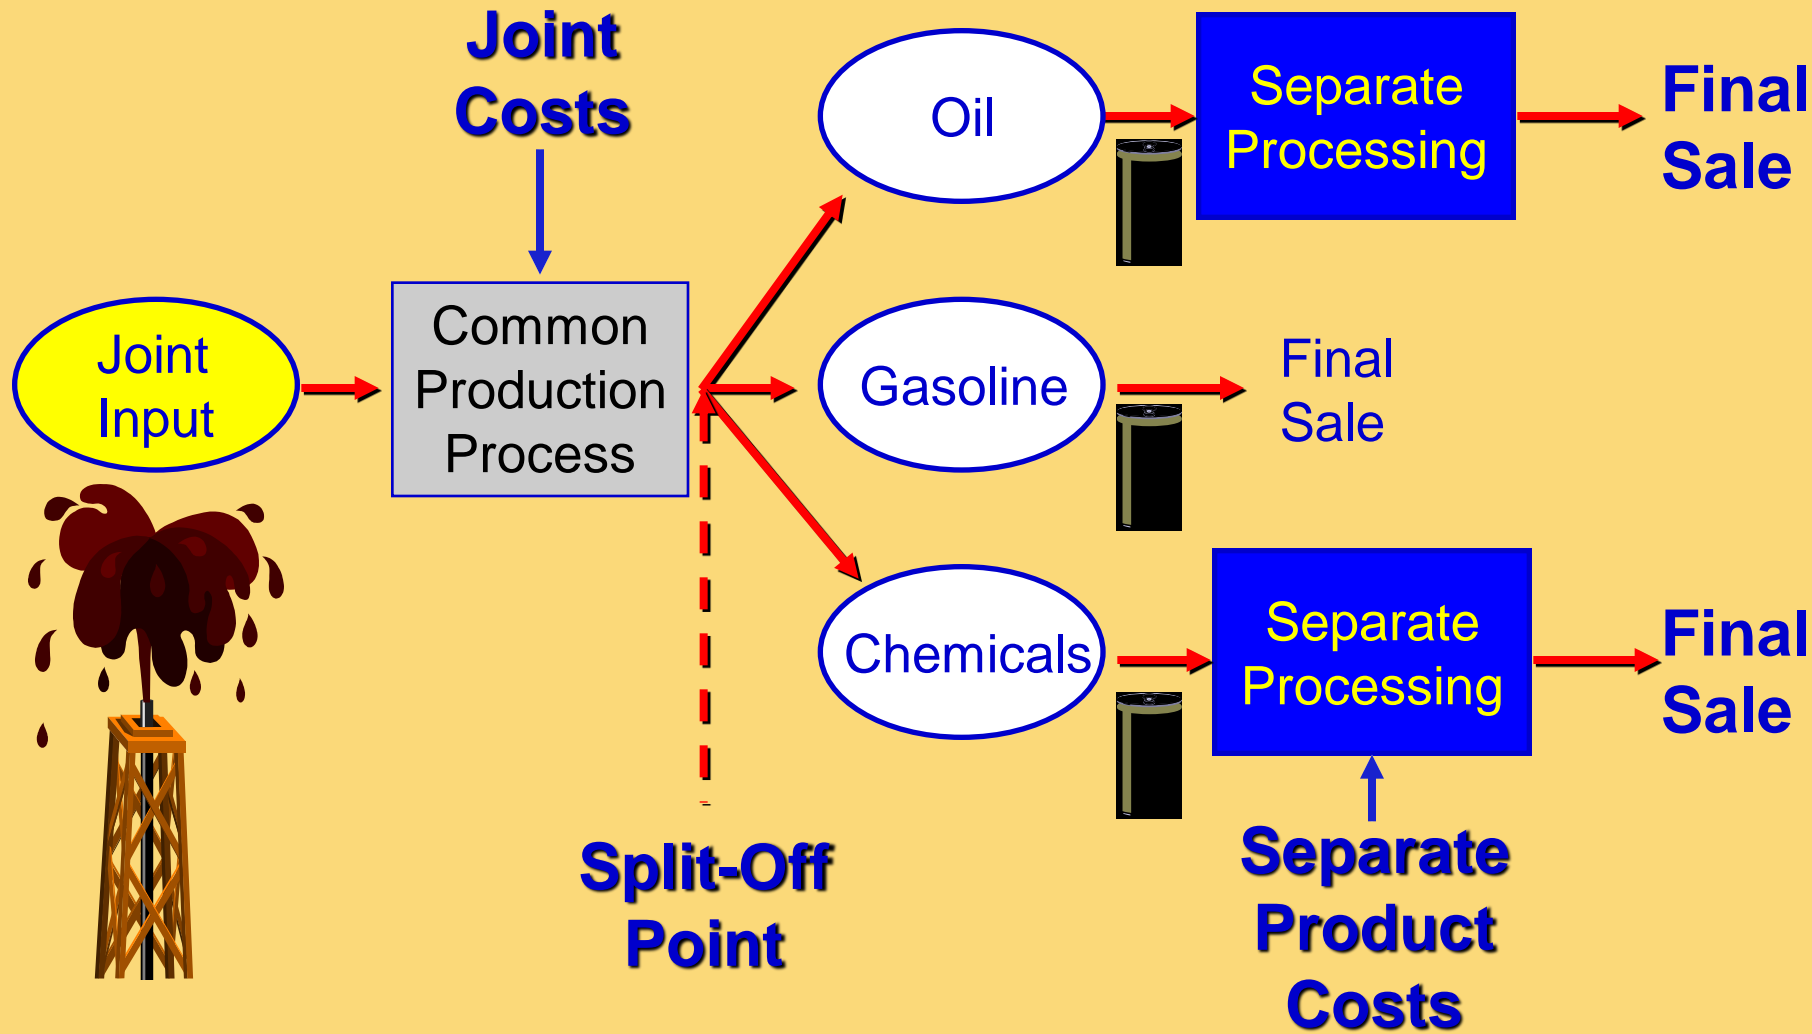 Joint
Costs
Oil
Separate
Processing
Final
Sale
Joint
Input
Common
Production
Process
Gasoline
Final
Sale
Chemicals
Separate
Processing
Final
Sale
Split-Off
Point
Separate
Product
Costs